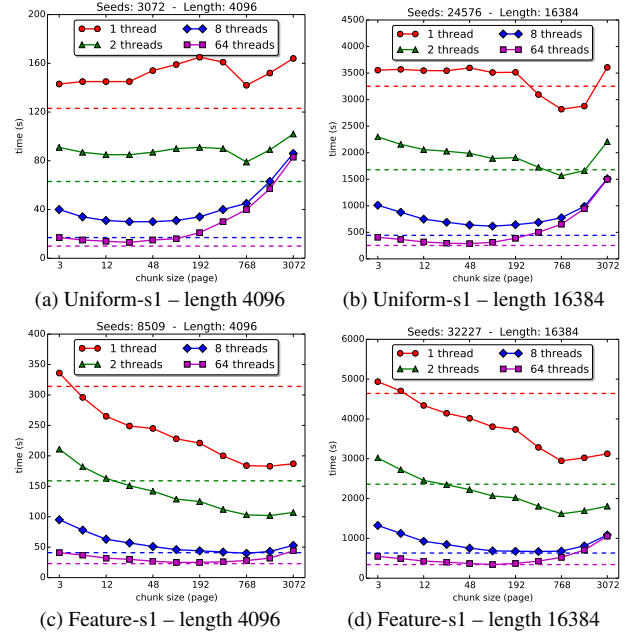 Seeds: 3072 - Length: 4096
1 thread
2 threads
8 threads
64 threads
time (s)
0
40
80
120
160
200
3
12
48
192
768
3072
chunk size (page)
(a) Uniform-s1 – length 4096
Seeds: 24576 - Length: 16384
1 thread
2 threads
8 threads
64 threads
time (s)
0
500
1000
1500
2000
2500
3000
3500
4000
4500
3
12
48
192
768
3072
chunk size (page)
(b) Uniform-s1 – length 16384
Seeds: 8509 - Length: 4096
1 thread
2 threads
8 threads
64 threads
time (s)
0
50
100
150
200
250
300
350
400
3
12
48
192
768
3072
chunk size (page)
(c) Feature-s1 – length 4096
Seeds: 32227 - Length: 16384
1 thread
2 threads
8 threads
64 threads
time (s)
0
1000
2000
3000
4000
5000
6000
3
12
48
192
768
3072
chunk size (page)
(d) Feature-s1 – length 16384